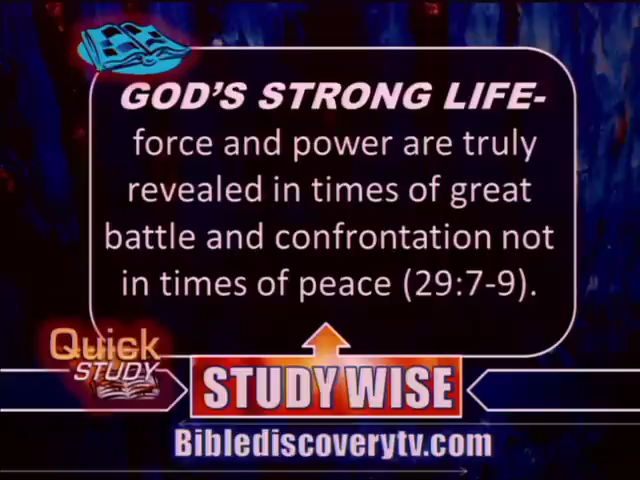 GOD'S STRONG LIFE-
force and power are truly
revealed in times of great
battle and confrontation not
in times of peace (29:7-9).
Quick
STUDY
STUDY WISE
Biblediscoverytv.com